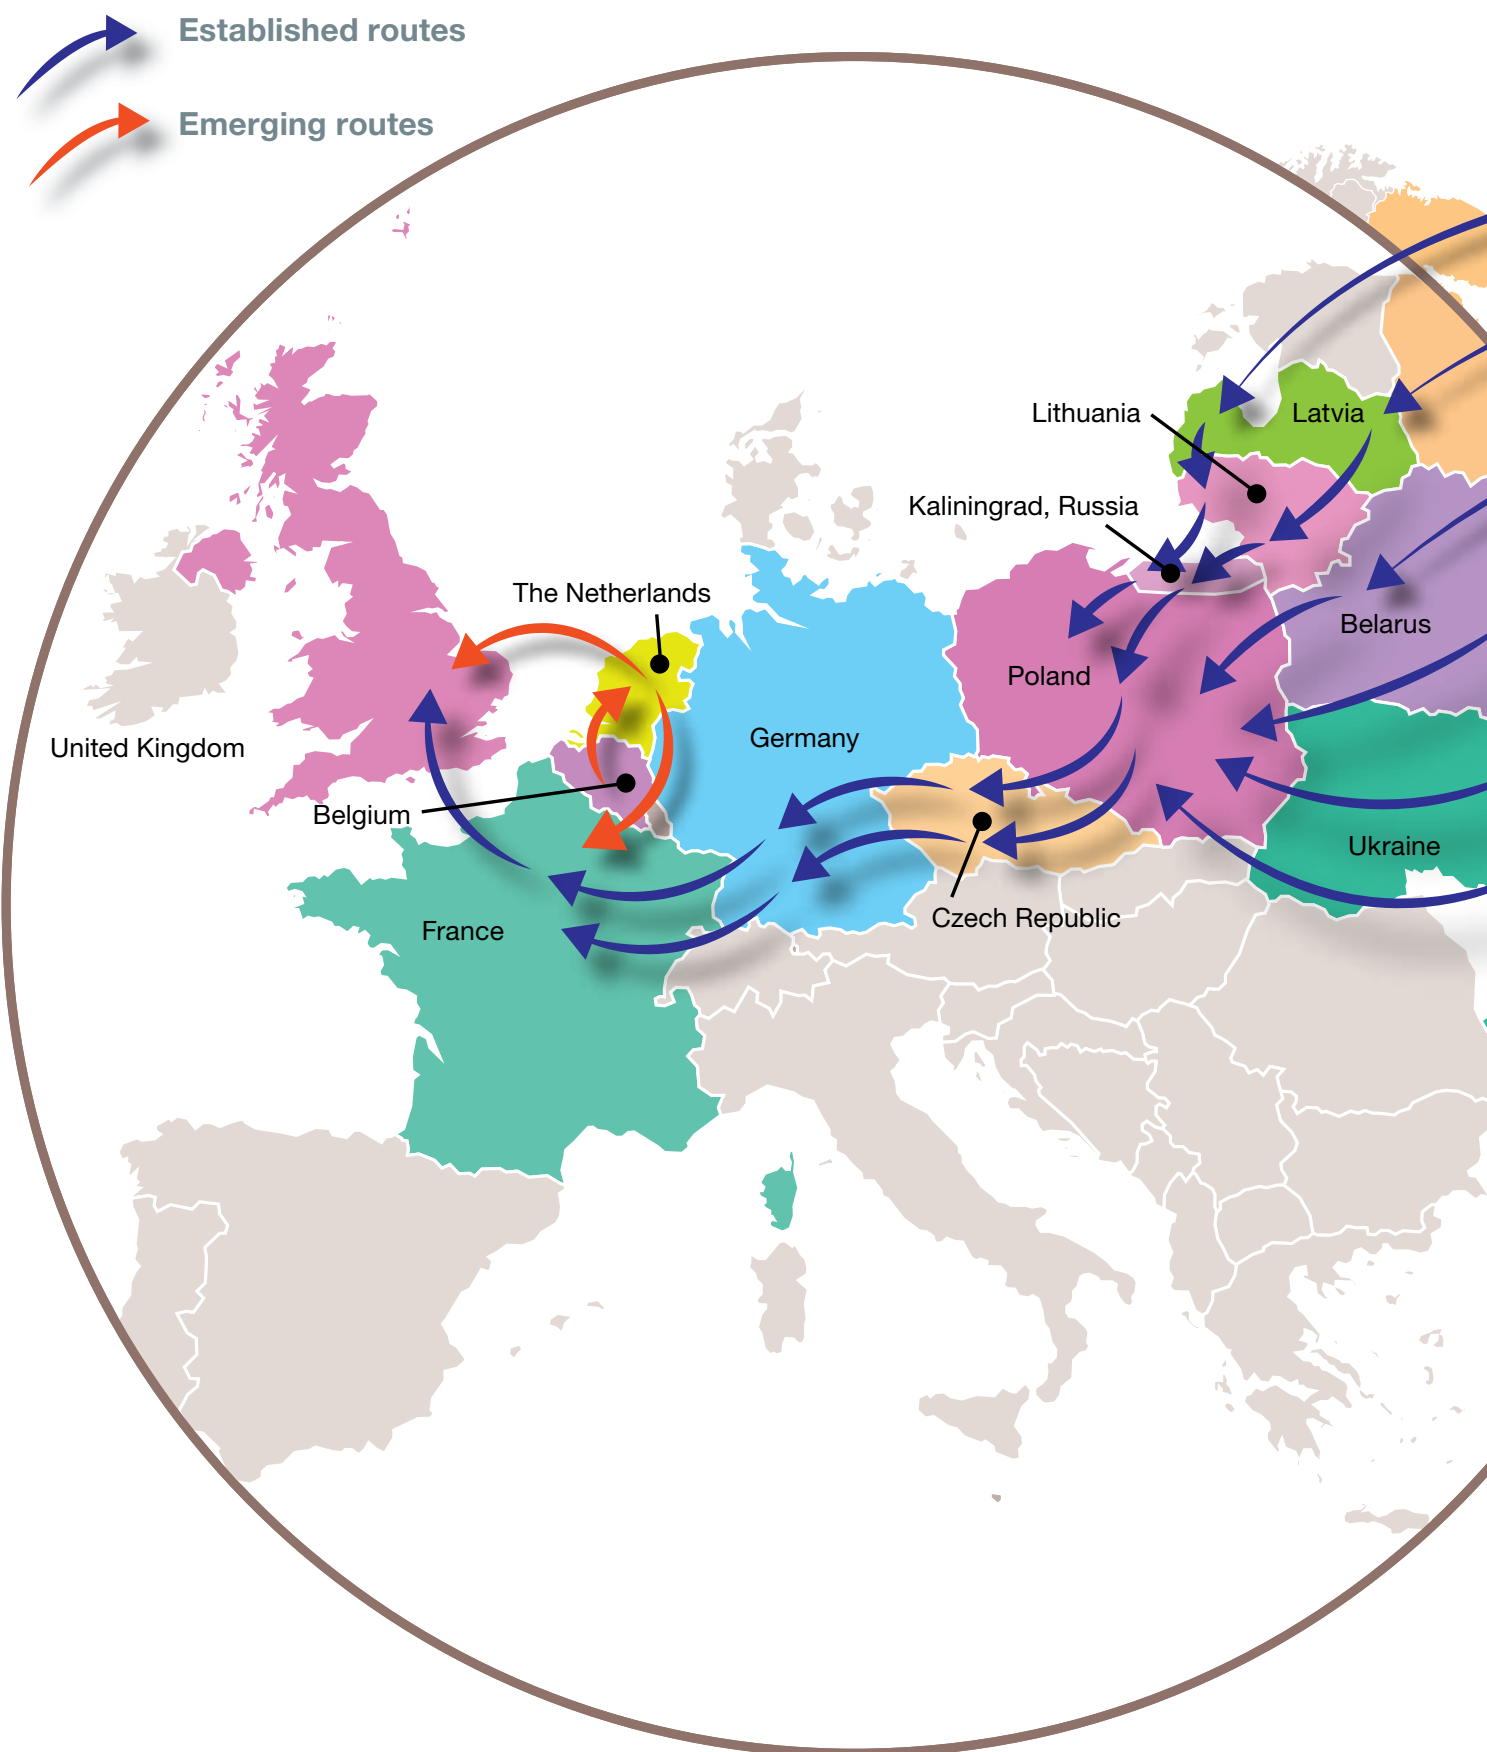 Established routes
Emerging routes
Lithuania
Latvia
Kaliningrad, Russia
The Netherlands
Belarus
Poland
Germany
United Kingdom
Belgium
Ukraine
Czech Republic
France